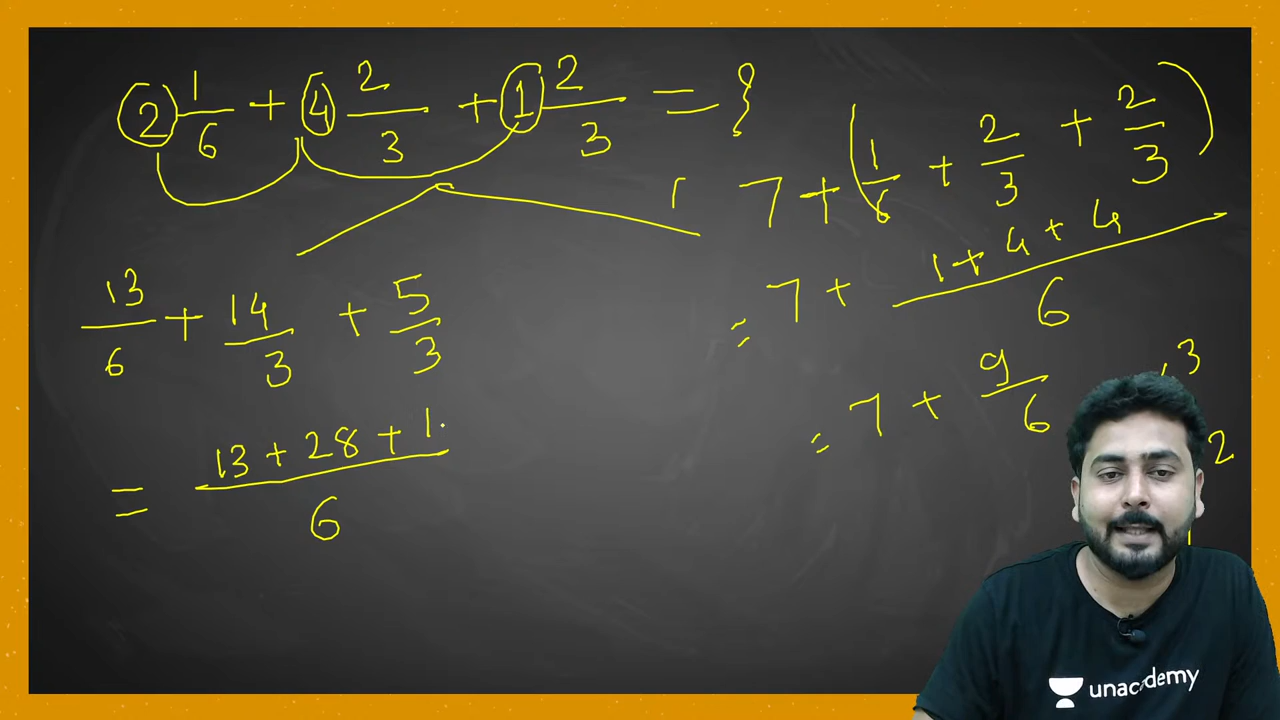 2 1/6 + 4 2/3 + 1 2/3 = }
7 + (1/6 + 2/3 + 2/3)
= 7 + (1 + 4 + 4)/6
= 7 + 9/6
3
2
13/6 + 14/3 + 5/3
= (13 + 28 + 1.)/6
unacademy